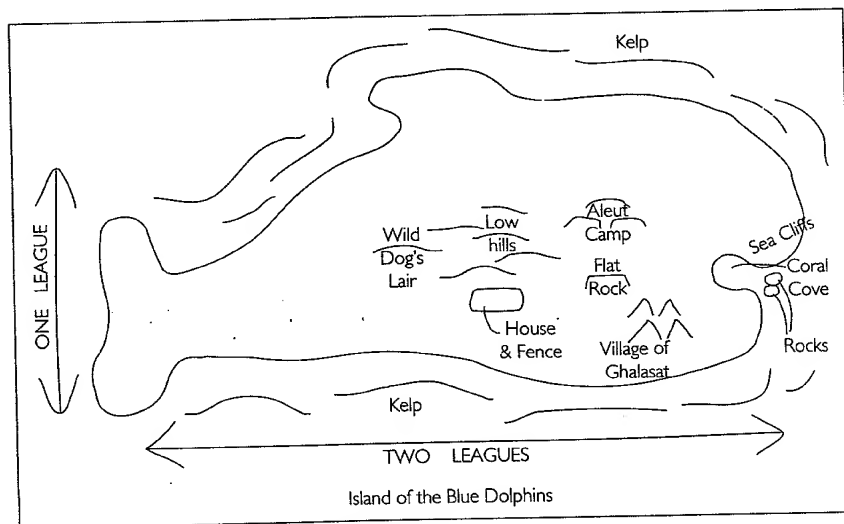 Kelp
ONE LEAGUE
Wild
Dog's
Lair
Low
hills
Aleut
Camp
Sea Cliffs
Flat
Rock
Coral
Cove
House
& Fence
Village of
Ghalasat
Rocks
Kelp
TWO LEAGUES
Island of the Blue Dolphins